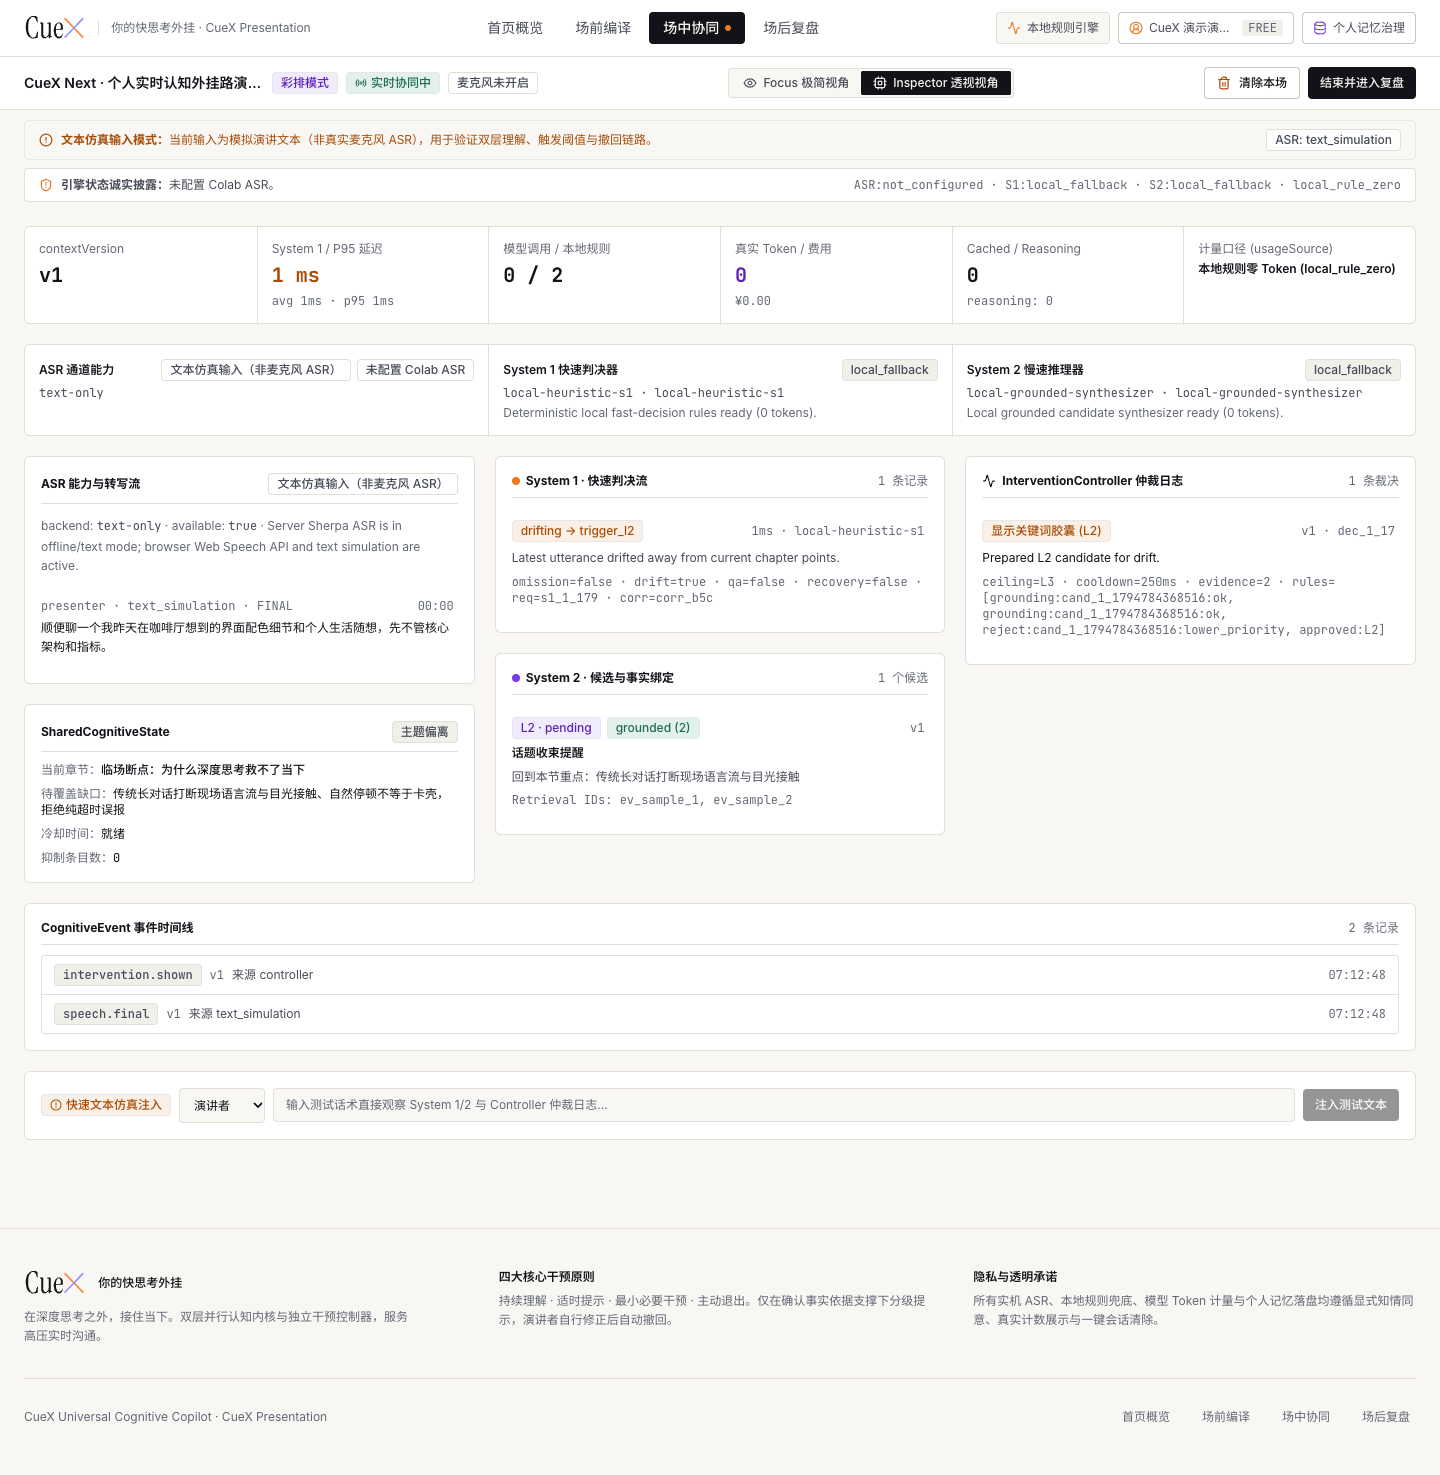 CueX 你的快思考外挂 · CueX Presentation 首页概览 场前编译 场中协同 场后复盘 本地规则引擎 CueX 演示演... FREE 个人记忆治理
CueX Next · 个人实时认知外挂路演... 彩排模式 实时协同中 麦克风未开启 Focus 极简视角 Inspector 透视视角 清除本场 结束并进入复盘
文本仿真输入模式：当前输入为模拟演讲文本（非真实麦克风 ASR），用于验证双层理解、触发阈值与撤回链路。 ASR: text_simulation
引擎状态诚实披露：未配置 Colab ASR。 ASR:not_configured · S1:local_fallback · S2:local_fallback · local_rule_zero
contextVersion
v1
System 1 / P95 延迟
1 ms
avg 1ms · p95 1ms
模型调用 / 本地规则
0 / 2
真实 Token / 费用
0
¥0.00
Cached / Reasoning
0
reasoning: 0
计量口径 (usageSource)
本地规则零 Token (local_rule_zero)
ASR 通道能力 文本仿真输入（非麦克风 ASR） 未配置 Colab ASR
text-only
System 1 快速判决器 local_fallback
local-heuristic-s1 · local-heuristic-s1
Deterministic local fast-decision rules ready (0 tokens).
System 2 慢速推理器 local_fallback
local-grounded-synthesizer · local-grounded-synthesizer
Local grounded candidate synthesizer ready (0 tokens).
ASR 能力与转写流 文本仿真输入（非麦克风 ASR）
backend: text-only · available: true · Server Sherpa ASR is in
offline/text mode; browser Web Speech API and text simulation are
active.
presenter · text_simulation · FINAL 00:00
顺便聊一个我昨天在咖啡厅想到的界面配色细节和个人生活随想，先不管核心
架构和指标。
SharedCognitiveState 主题偏离
当前章节：临场断点：为什么深度思考救不了当下
待覆盖缺口：传统长对话打断现场语言流与目光接触、自然停顿不等于卡壳，
拒绝纯超时误报
冷却时间：就绪
抑制条目数：0
System 1 · 快速判决流 1 条记录
drifting → trigger_l2 1ms · local-heuristic-s1
Latest utterance drifted away from current chapter points.
omission=false · drift=true · qa=false · recovery=false ·
req=s1_1_179 · corr=corr_b5c
System 2 · 候选与事实绑定 1 个候选
L2 · pending grounded (2) v1
话题收束提醒
回到本节重点：传统长对话打断现场语言流与目光接触
Retrieval IDs: ev_sample_1, ev_sample_2
InterventionController 仲裁日志 1 条裁决
显示关键词胶囊 (L2) v1 · dec_1_17
Prepared L2 candidate for drift.
ceiling=L3 · cooldown=250ms · evidence=2 · rules=
[grounding:cand_1_1794784368516:ok,
grounding:cand_1_1794784368516:ok,
reject:cand_1_1794784368516:lower_priority, approved:L2]
CognitiveEvent 事件时间线 2 条记录
intervention.shown v1 来源 controller 07:12:48
speech.final v1 来源 text_simulation 07:12:48
快速文本仿真注入 演讲者 输入测试话术直接观察 System 1/2 与 Controller 仲裁日志... 注入测试文本
CueX 你的快思考外挂
在深度思考之外，接住当下。双层并行认知内核与独立干预控制器，服务
高压实时沟通。
四大核心干预原则
持续理解 · 适时提示 · 最小必要干预 · 主动退出。仅在确认事实依据支撑下分级提
示，演讲者自行修正后自动撤回。
隐私与透明承诺
所有实机 ASR、本地规则兜底、模型 Token 计量与个人记忆落盘均遵循显式知情同
意、真实计数展示与一键会话清除。
CueX Universal Cognitive Copilot · CueX Presentation 首页概览 场前编译 场中协同 场后复盘